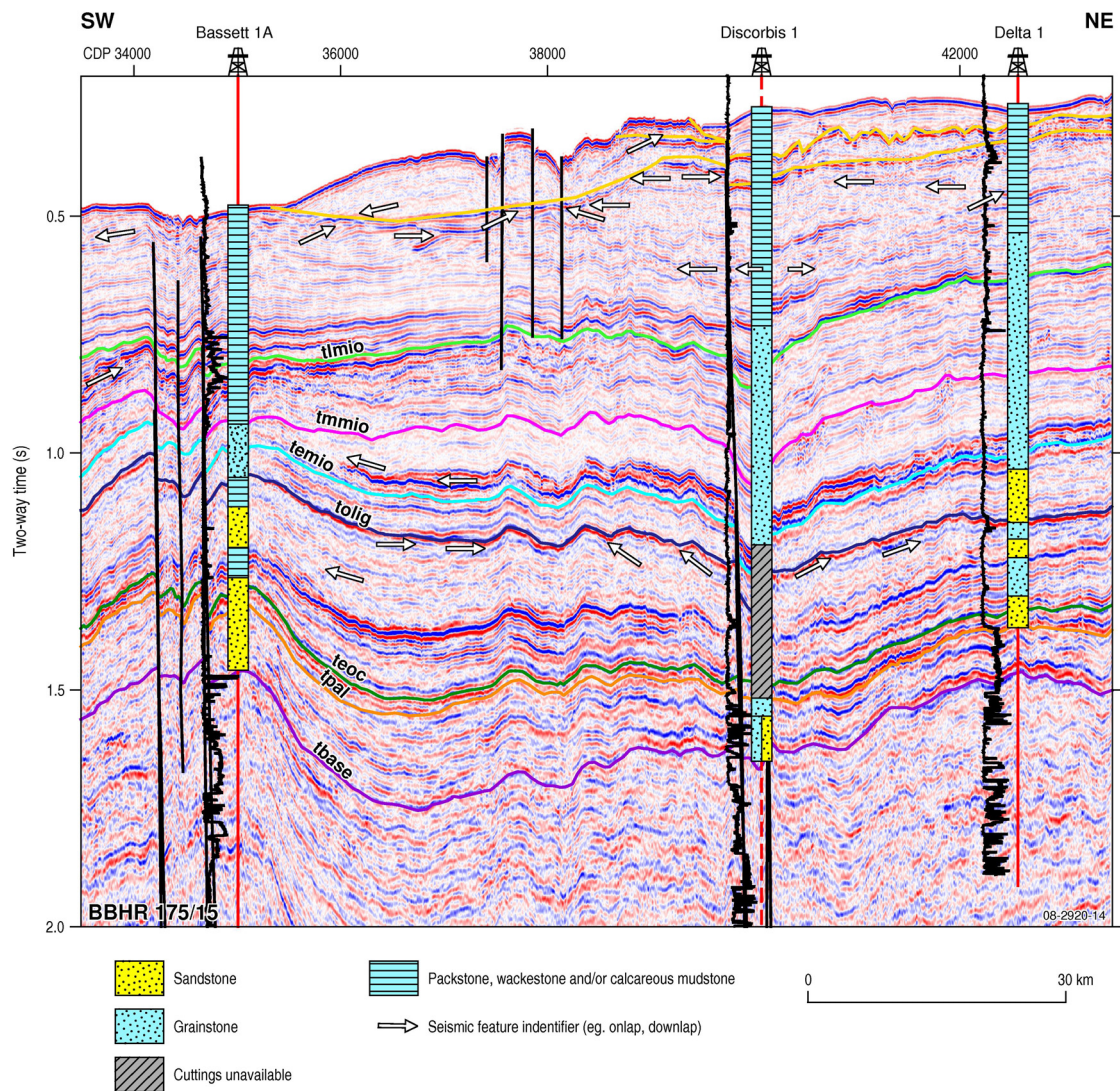 SW
NE
Bassett 1A
Discorbis 1
Delta 1
CDP 34000
36000
38000
42000
0.5
1.0
1.5
2.0
Two-way time (s)
tlmio
tmmio
temio
tolig
teoc
tpal
tbase
BBHR 175/15
08-2920-14
Sandstone
Grainstone
Cuttings unavailable
Packstone, wackestone and/or calcareous mudstone
Seismic feature indentifier (eg. onlap, downlap)
0
30 km